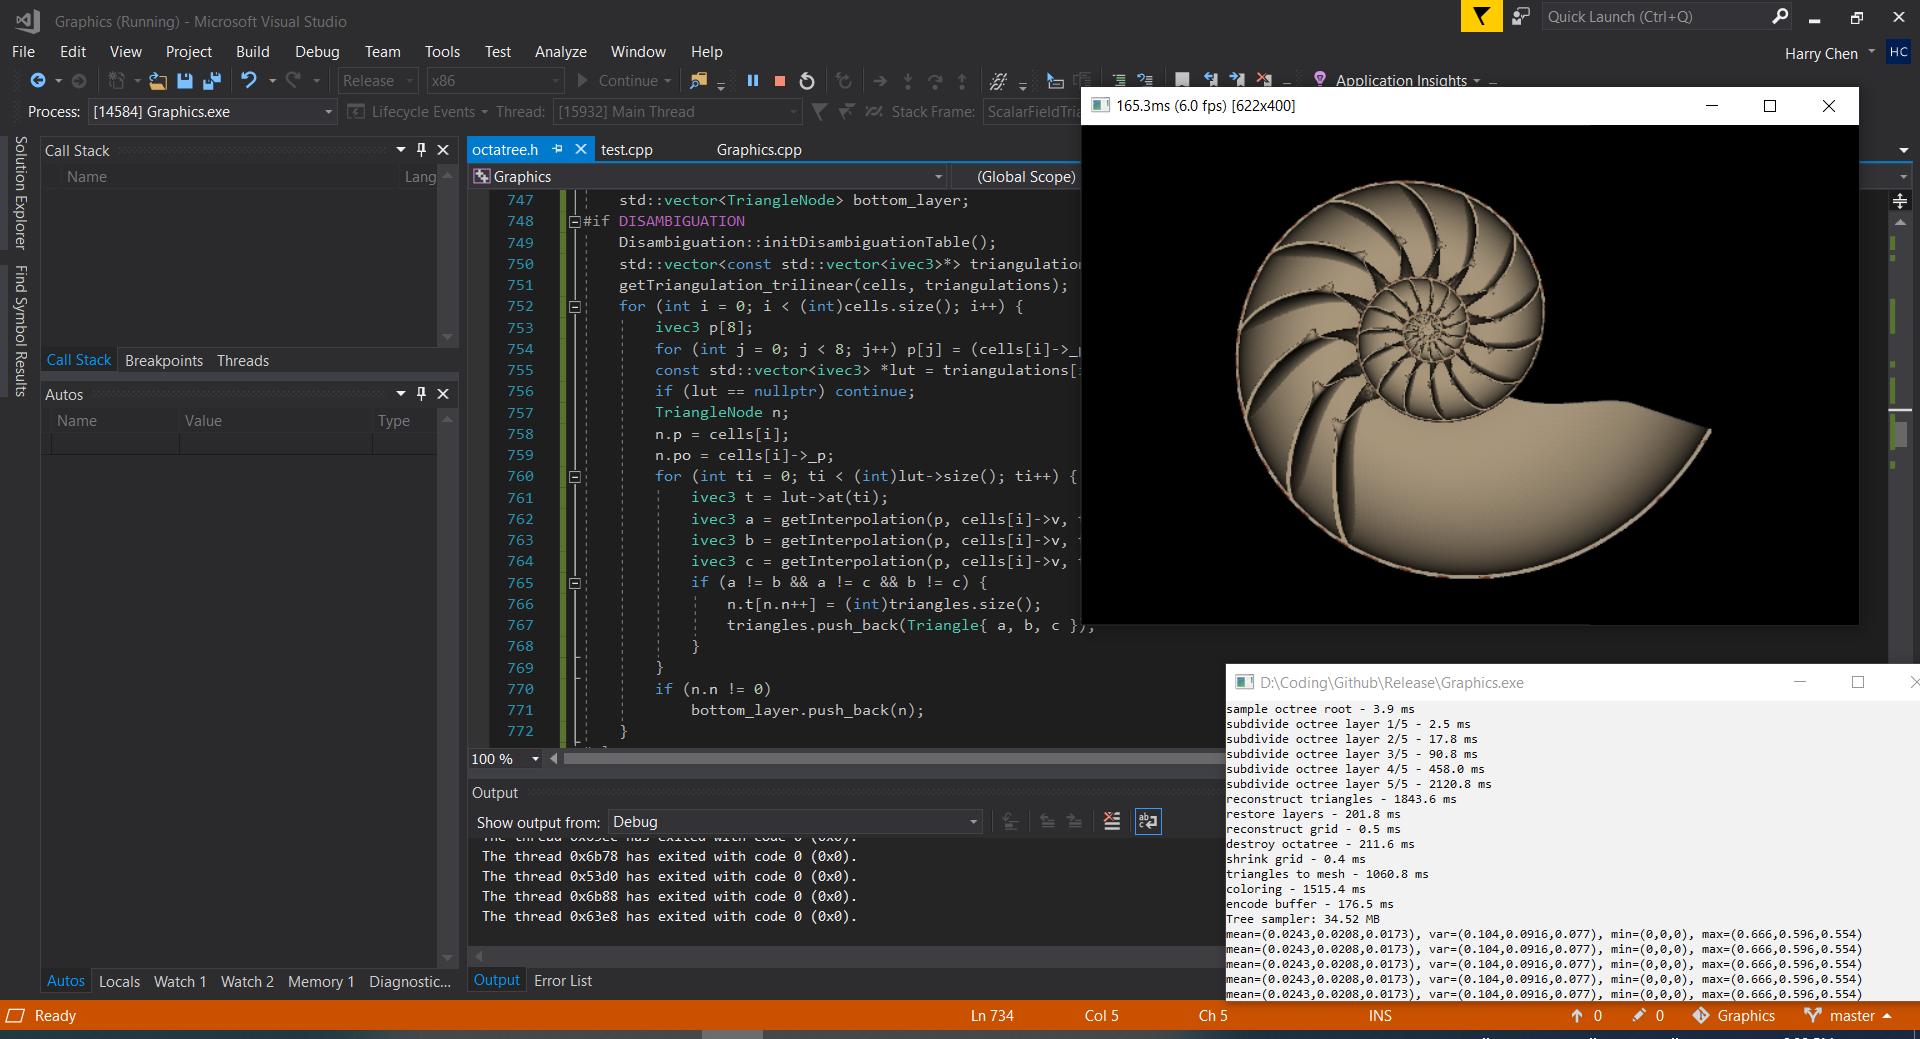 Graphics (Running) - Microsoft Visual Studio
Quick Launch (Ctrl+Q)
File Edit View Project Build Debug Team Tools Test Analyze Window Help
Harry Chen HC
Release x86 Continue Application Insights
Process: [14584] Graphics.exe Lifecycle Events Thread: [15932] Main Thread Stack Frame:
Solution Explorer
Find Symbol Results
Call Stack
Name Lang
Call Stack Breakpoints Threads
Autos
Name Value Type
Autos Locals Watch 1 Watch 2 Memory 1 Diagnostic...
octatree.h test.cpp Graphics.cpp
Graphics (Global Scope)
747 std::vector<TriangleNode> bottom_layer;
748 #if DISAMBIGUATION
749 Disambiguation::initDisambiguationTable();
750 std::vector<const std::vector<ivec3>*> triangulation
751 getTriangulation_trilinear(cells, triangulations);
752 for (int i = 0; i < (int)cells.size(); i++) {
753 ivec3 p[8];
754 for (int j = 0; j < 8; j++) p[j] = (cells[i]->_
755 const std::vector<ivec3> *lut = triangulations[
756 if (lut == nullptr) continue;
757 TriangleNode n;
758 n.p = cells[i];
759 n.po = cells[i]->_p;
760 for (int ti = 0; ti < (int)lut->size(); ti++) {
761 ivec3 t = lut->at(ti);
762 ivec3 a = getInterpolation(p, cells[i]->v,
763 ivec3 b = getInterpolation(p, cells[i]->v,
764 ivec3 c = getInterpolation(p, cells[i]->v,
765 if (a != b && a != c && b != c) {
766 n.t[n.n++] = (int)triangles.size();
767 triangles.push_back(Triangle{ a, b, c });
768 }
769 }
770 if (n.n != 0)
771 bottom_layer.push_back(n);
772 }
100 %
Output
Show output from: Debug
The thread 0x6b78 has exited with code 0 (0x0).
The thread 0x53d0 has exited with code 0 (0x0).
The thread 0x6b88 has exited with code 0 (0x0).
The thread 0x63e8 has exited with code 0 (0x0).
Output Error List
165.3ms (6.0 fps) [622x400]
D:\Coding\Github\Release\Graphics.exe
sample octree root - 3.9 ms
subdivide octree layer 1/5 - 2.5 ms
subdivide octree layer 2/5 - 17.8 ms
subdivide octree layer 3/5 - 90.8 ms
subdivide octree layer 4/5 - 458.0 ms
subdivide octree layer 5/5 - 2120.8 ms
reconstruct triangles - 1843.6 ms
restore layers - 201.8 ms
reconstruct grid - 0.5 ms
destroy octatree - 211.6 ms
shrink grid - 0.4 ms
triangles to mesh - 1060.8 ms
coloring - 1515.4 ms
encode buffer - 176.5 ms
Tree sampler: 34.52 MB
mean=(0.0243,0.0208,0.0173), var=(0.104,0.0916,0.077), min=(0,0,0), max=(0.666,0.596,0.554)
mean=(0.0243,0.0208,0.0173), var=(0.104,0.0916,0.077), min=(0,0,0), max=(0.666,0.596,0.554)
mean=(0.0243,0.0208,0.0173), var=(0.104,0.0916,0.077), min=(0,0,0), max=(0.666,0.596,0.554)
mean=(0.0243,0.0208,0.0173), var=(0.104,0.0916,0.077), min=(0,0,0), max=(0.666,0.596,0.554)
mean=(0.0243,0.0208,0.0173), var=(0.104,0.0916,0.077), min=(0,0,0), max=(0.666,0.596,0.554)
Ready Ln 734 Col 5 Ch 5 INS 0 0 Graphics master